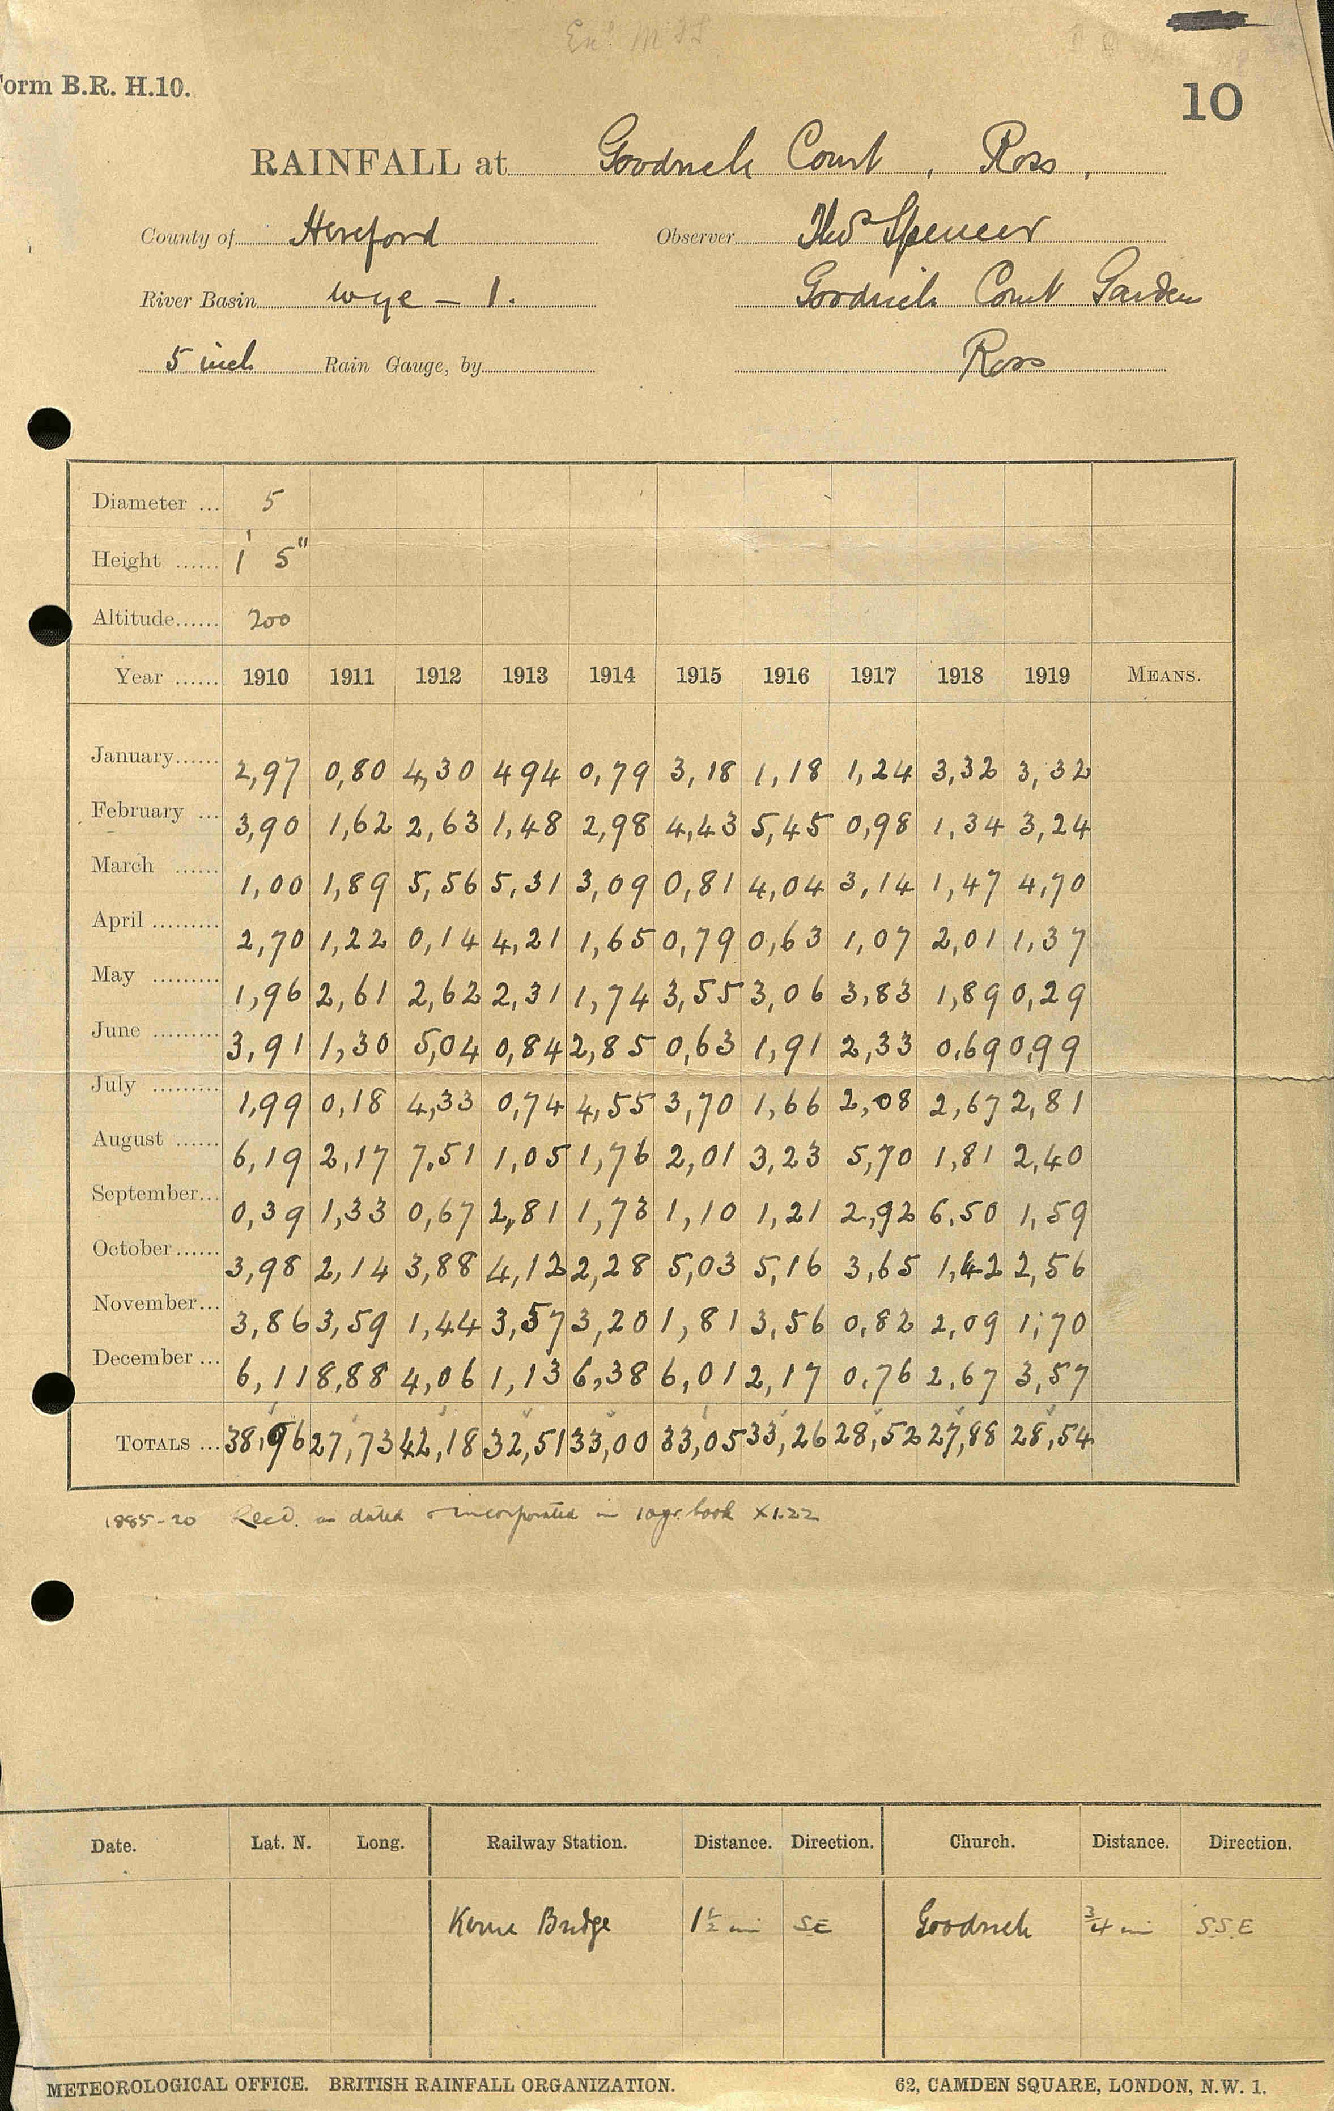 Form B.R. H.10.
10
RAINFALL at Goodrich Court, Ross.
County of Hereford Observer Thos Spencer
River Basin Wye - 1. Goodrich Court Gardens
5 inch Rain Gauge, by Ross
Diameter ... 5
Height ...... 1' 5"
Altitude...... 200
Year ...... 1910 1911 1912 1913 1914 1915 1916 1917 1918 1919 MEANS.
January...... 2,97 0,80 4,30 494 0,79 3,18 1,18 1,24 3,32 3,32
February ... 3,90 1,62 2,63 1,48 2,98 4,43 5,45 0,98 1,34 3,24
March ...... 1,00 1,89 5,56 5,31 3,09 0,81 4,04 3,14 1,47 4,70
April ......... 2,70 1,22 0,14 4,21 1,65 0,79 0,63 1,07 2,01 1,37
May ......... 1,96 2,61 2,62 2,31 1,74 3,55 3,06 3,83 1,89 0,29
June ......... 3,91 1,30 5,04 0,84 2,85 0,63 1,91 2,33 0,69 0,99
July ......... 1,99 0,18 4,33 0,74 4,55 3,70 1,66 2,08 2,67 2,81
August ...... 6,19 2,17 7.51 1,05 1,76 2,01 3,23 5,70 1,81 2,40
September... 0,39 1,33 0,67 2,81 1,73 1,10 1,21 2,92 6,50 1,59
October...... 3,98 2,14 3,88 4,12 2,28 5,03 5,16 3,65 1,42 2,56
November... 3,86 3,59 1,44 3,57 3,20 1,81 3,56 0,82 2,09 1,70
December ... 6,11 8,88 4,06 1,13 6,38 6,01 2,17 0,76 2,67 3,57
TOTALS ... 38,96 27,73 42,18 32,51 33,00 33,05 33,26 28,52 27,88 28,54
1885-20 Recd. as dated & incorporated in 10yr. book X1.22
Date. Lat. N. Long. Railway Station. Distance. Direction. Church. Distance. Direction.
Kerne Bridge 1½ mi SE Goodrich ¾ mi S.S.E
METEOROLOGICAL OFFICE. BRITISH RAINFALL ORGANIZATION. 62, CAMDEN SQUARE, LONDON, N.W. 1.